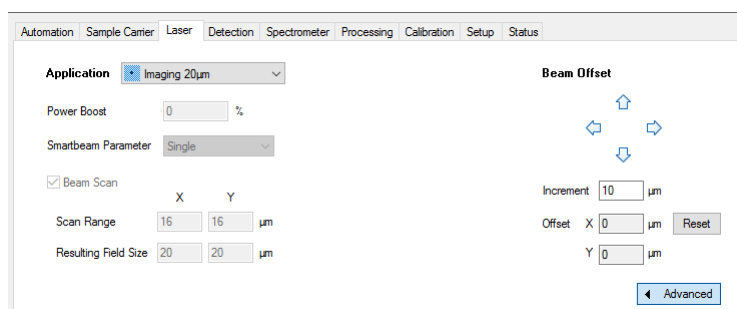 Automation Sample Carrier Laser Detection Spectrometer Processing Calibration Setup Status
Application Imaging 20µm
Beam Offset
Power Boost 0 %
Smartbeam Parameter Single
Beam Scan
X Y
Increment 10 µm
Scan Range 16 16 µm
Offset X 0 µm Reset
Resulting Field Size 20 20 µm
Y 0 µm
Advanced